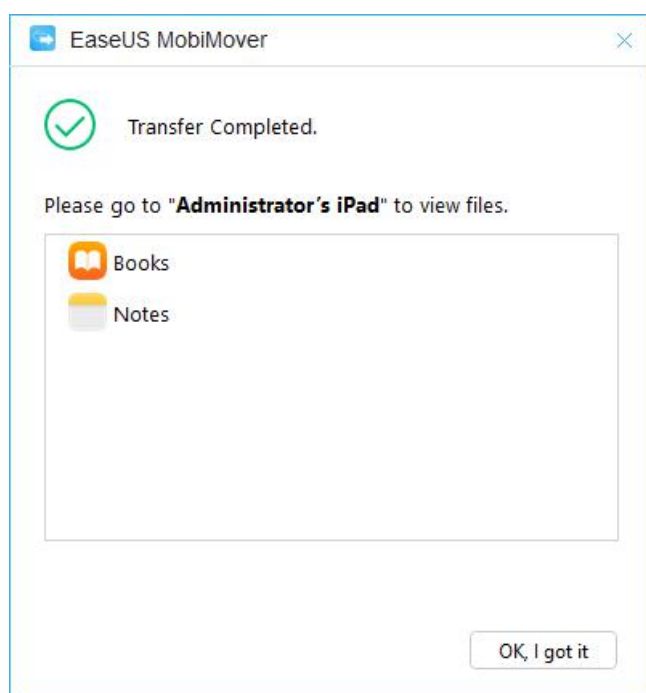 EaseUS MobiMover
Transfer Completed.
Please go to "Administrator's iPad" to view files.
Books
Notes
OK, I got it